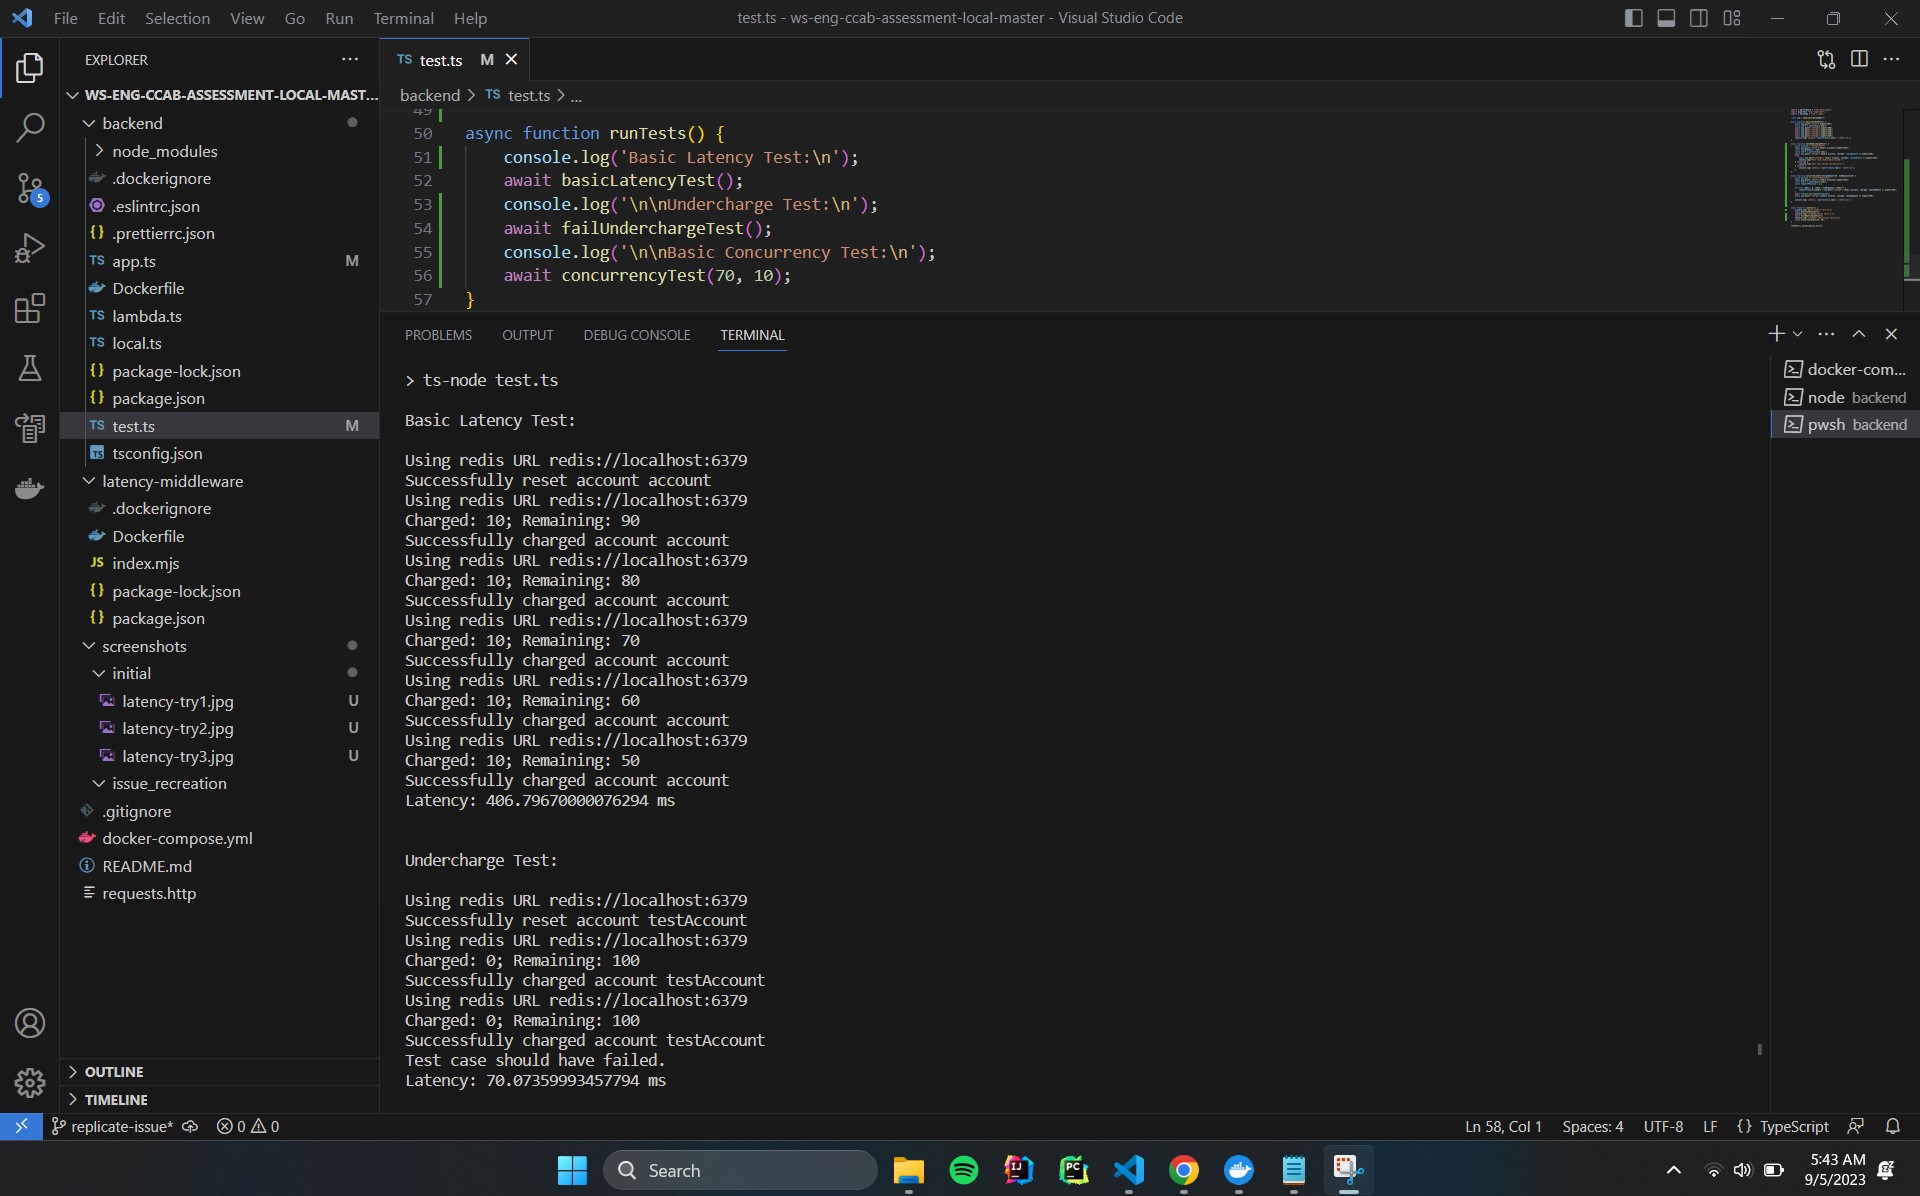 File Edit Selection View Go Run Terminal Help
test.ts - ws-eng-ccab-assessment-local-master - Visual Studio Code
EXPLORER
WS-ENG-CCAB-ASSESSMENT-LOCAL-MAST...
backend
node_modules
.dockerignore
.eslintrc.json
.prettierrc.json
TS app.ts M
Dockerfile
TS lambda.ts
TS local.ts
{} package-lock.json
{} package.json
TS test.ts M
TS tsconfig.json
latency-middleware
.dockerignore
Dockerfile
JS index.mjs
{} package-lock.json
{} package.json
screenshots
initial
latency-try1.jpg U
latency-try2.jpg U
latency-try3.jpg U
issue_recreation
.gitignore
docker-compose.yml
README.md
requests.http
OUTLINE
TIMELINE
5
TS test.ts M
backend > TS test.ts > ...
49
50 async function runTests() {
51 console.log('Basic Latency Test:\n');
52 await basicLatencyTest();
53 console.log('\n\nUndercharge Test:\n');
54 await failUnderchargeTest();
55 console.log('\n\nBasic Concurrency Test:\n');
56 await concurrencyTest(70, 10);
57 }
PROBLEMS OUTPUT DEBUG CONSOLE TERMINAL
> ts-node test.ts
Basic Latency Test:
Using redis URL redis://localhost:6379
Successfully reset account account
Using redis URL redis://localhost:6379
Charged: 10; Remaining: 90
Successfully charged account account
Using redis URL redis://localhost:6379
Charged: 10; Remaining: 80
Successfully charged account account
Using redis URL redis://localhost:6379
Charged: 10; Remaining: 70
Successfully charged account account
Using redis URL redis://localhost:6379
Charged: 10; Remaining: 60
Successfully charged account account
Using redis URL redis://localhost:6379
Charged: 10; Remaining: 50
Successfully charged account account
Latency: 406.79670000076294 ms
Undercharge Test:
Using redis URL redis://localhost:6379
Successfully reset account testAccount
Using redis URL redis://localhost:6379
Charged: 0; Remaining: 100
Successfully charged account testAccount
Using redis URL redis://localhost:6379
Charged: 0; Remaining: 100
Successfully charged account testAccount
Test case should have failed.
Latency: 70.07359993457794 ms
docker-com...
node backend
pwsh backend
replicate-issue* 0 0
Ln 58, Col 1 Spaces: 4 UTF-8 LF {} TypeScript
Search
IJ
PC
5:43 AM
9/5/2023